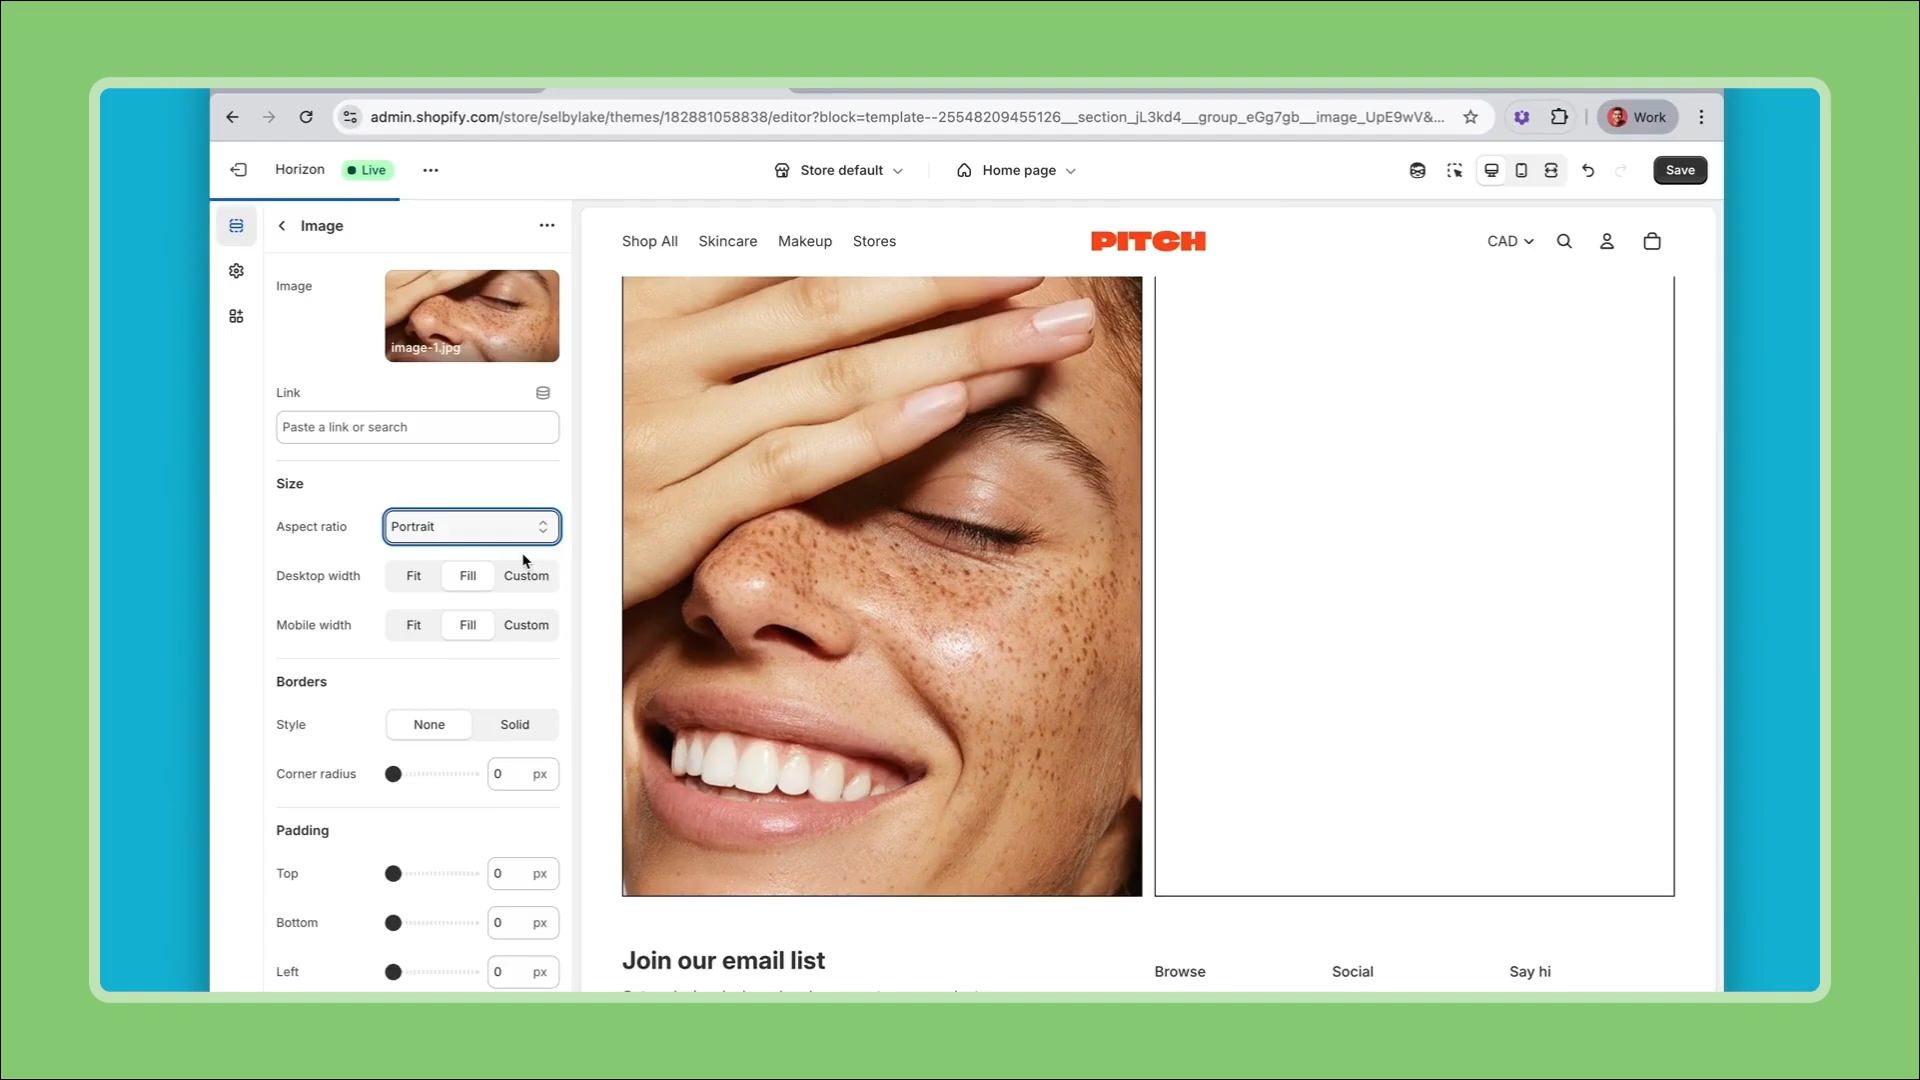 admin.shopify.com/store/selbylake/themes/182881058838/editor?block=template--25548209455126__section_jL3kd4__group_eGg7gb__image_UpE9wV&...
Work
Horizon
Live
Store default
Home page
Save
Image
Image
image-1.jpg
Link
Paste a link or search
Size
Aspect ratio
Portrait
Desktop width
Fit
Fill
Custom
Mobile width
Fit
Fill
Custom
Borders
Style
None
Solid
Corner radius
0
px
Padding
Top
0
px
Bottom
0
px
Left
0
px
Shop All
Skincare
Makeup
Stores
PITCH
CAD
Join our email list
Browse
Social
Say hi